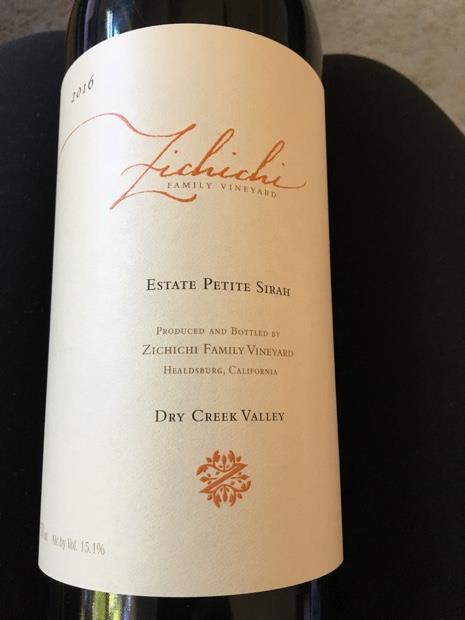 2016
Zichichi
FAMILY VINEYARD
ESTATE PETITE SIRAH
PRODUCED AND BOTTLED BY
ZICHICHI FAMILY VINEYARD
HEALDSBURG, CALIFORNIA
DRY CREEK VALLEY
Alc. by Vol. 15.1%